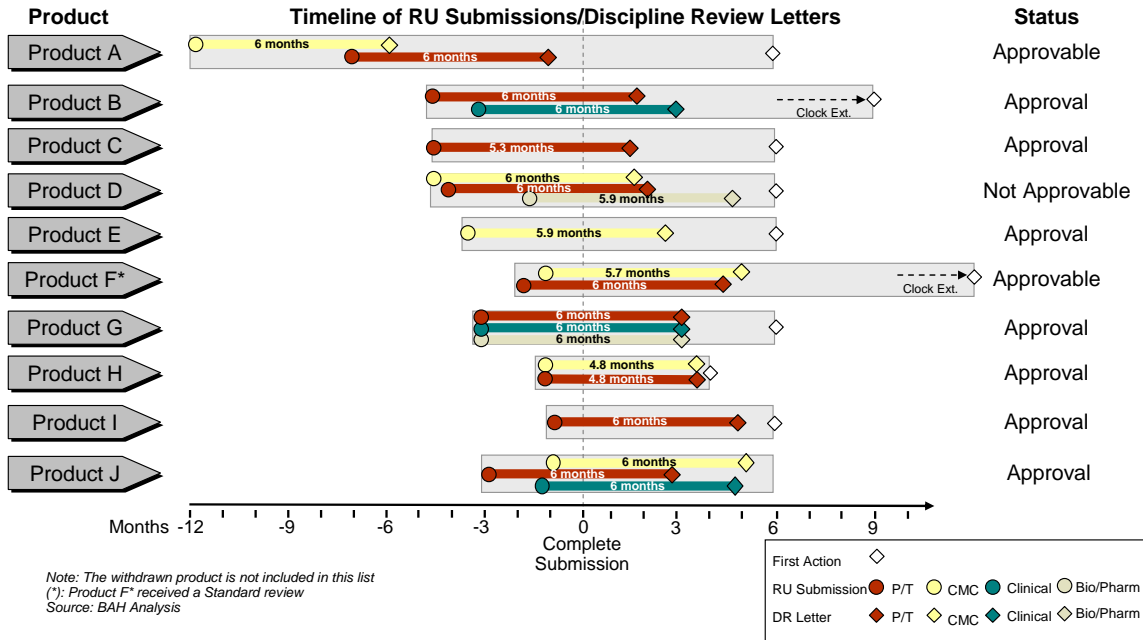 Product Timeline of RU Submissions/Discipline Review Letters Status
Product A 6 months Approvable
6 months
Product B 6 months Approval
6 months
Clock Ext.
Product C 5.3 months Approval
Product D 6 months Not Approvable
6 months
5.9 months
Product E 5.9 months Approval
Product F* 5.7 months Approvable
6 months Clock Ext.
Product G 6 months Approval
6 months
6 months
Product H 4.8 months Approval
4.8 months
Product I 6 months Approval
Product J 6 months Approval
6 months
6 months
Months -12 -9 -6 -3 0 3 6 9
Complete
Submission
First Action
RU Submission P/T CMC Clinical Bio/Pharm
DR Letter P/T CMC Clinical Bio/Pharm
Note: The withdrawn product is not included in this list
(*): Product F* received a Standard review
Source: BAH Analysis